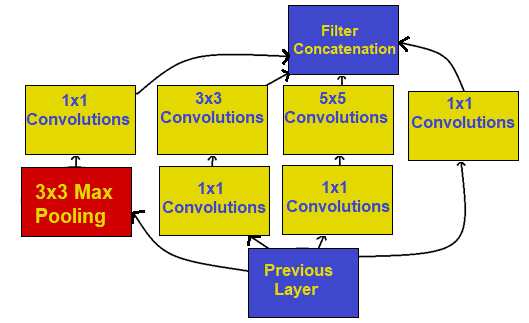 Filter
Concatenation
1x1
Convolutions
3x3
Convolutions
5x5
Convolutions
1x1
Convolutions
3x3 Max
Pooling
1x1
Convolutions
1x1
Convolutions
Previous
Layer